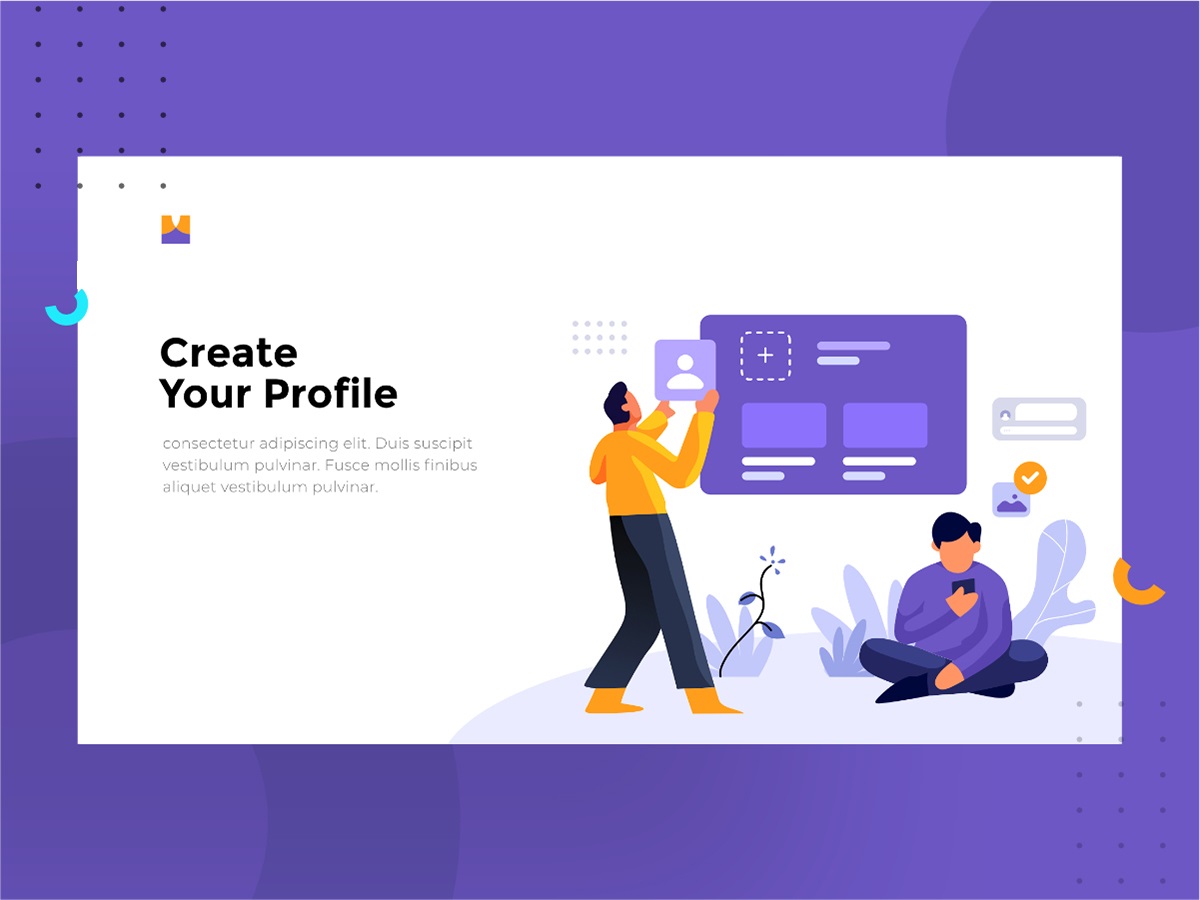 Create
Your Profile
consectetur adipiscing elit. Duis suscipit
vestibulum pulvinar. Fusce mollis finibus
aliquet vestibulum pulvinar.